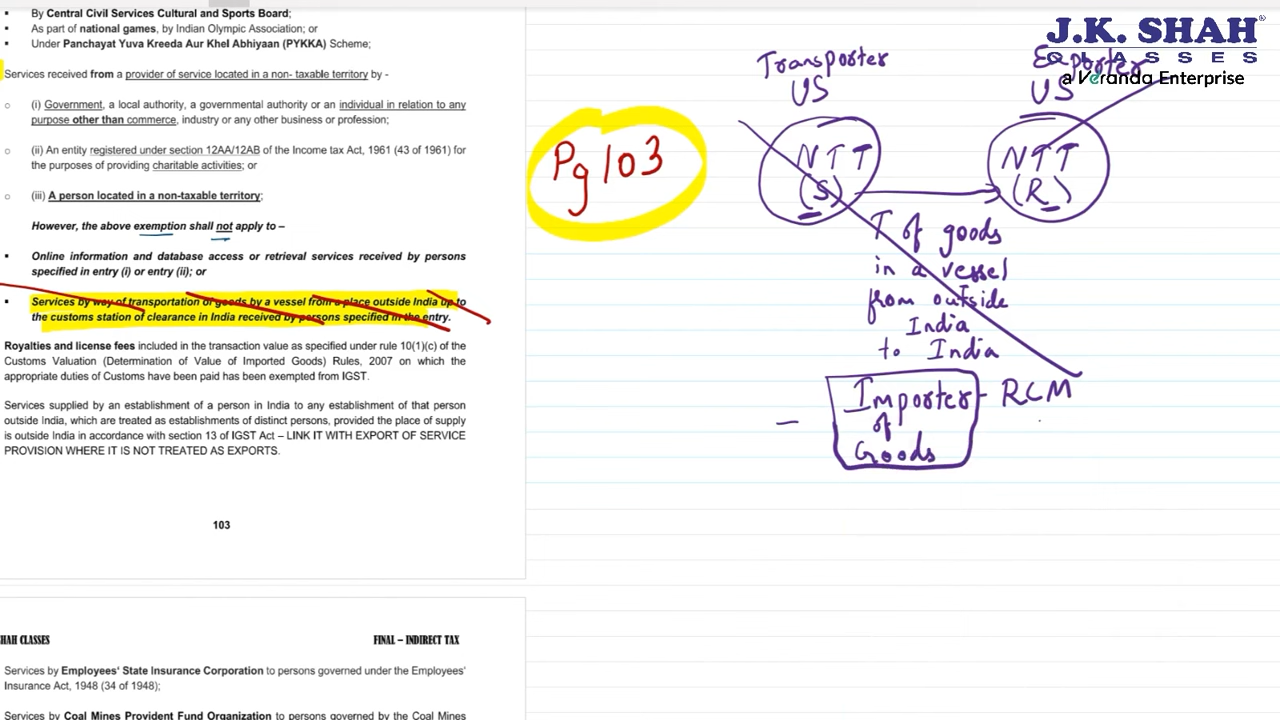 By Central Civil Services Cultural and Sports Board;
As part of national games, by Indian Olympic Association; or
Under Panchayat Yuva Kreeda Aur Khel Abhiyaan (PYKKA) Scheme;
Services received from a provider of service located in a non- taxable territory by -
(i) Government, a local authority, a governmental authority or an individual in relation to any
purpose other than commerce, industry or any other business or profession;
(ii) An entity registered under section 12AA/12AB of the Income tax Act, 1961 (43 of 1961) for
the purposes of providing charitable activities; or
(iii) A person located in a non-taxable territory;
However, the above exemption shall not apply to –
Online information and database access or retrieval services received by persons
specified in entry (i) or entry (ii); or
Services by way of transportation of goods by a vessel from a place outside India up to
the customs station of clearance in India received by persons specified in the entry.
Royalties and license fees included in the transaction value as specified under rule 10(1)(c) of the
Customs Valuation (Determination of Value of Imported Goods) Rules, 2007 on which the
appropriate duties of Customs have been paid has been exempted from IGST.
Services supplied by an establishment of a person in India to any establishment of that person
outside India, which are treated as establishments of distinct persons, provided the place of supply
is outside India in accordance with section 13 of IGST Act – LINK IT WITH EXPORT OF SERVICE
PROVISION WHERE IT IS NOT TREATED AS EXPORTS.
103
SHAH CLASSES
FINAL – INDIRECT TAX
Services by Employees' State Insurance Corporation to persons governed under the Employees'
Insurance Act, 1948 (34 of 1948);
Services by Coal Mines Provident Fund Organization to persons governed by the Coal Mines
Pg 103
J.K. SHAH®
CLASSES
a Veranda Enterprise
Transporter
US
Exporter
US
NTT
(S)
NTT
(R)
T of goods
in a vessel
from outside
India
to India
Importer - RCM
of
Goods